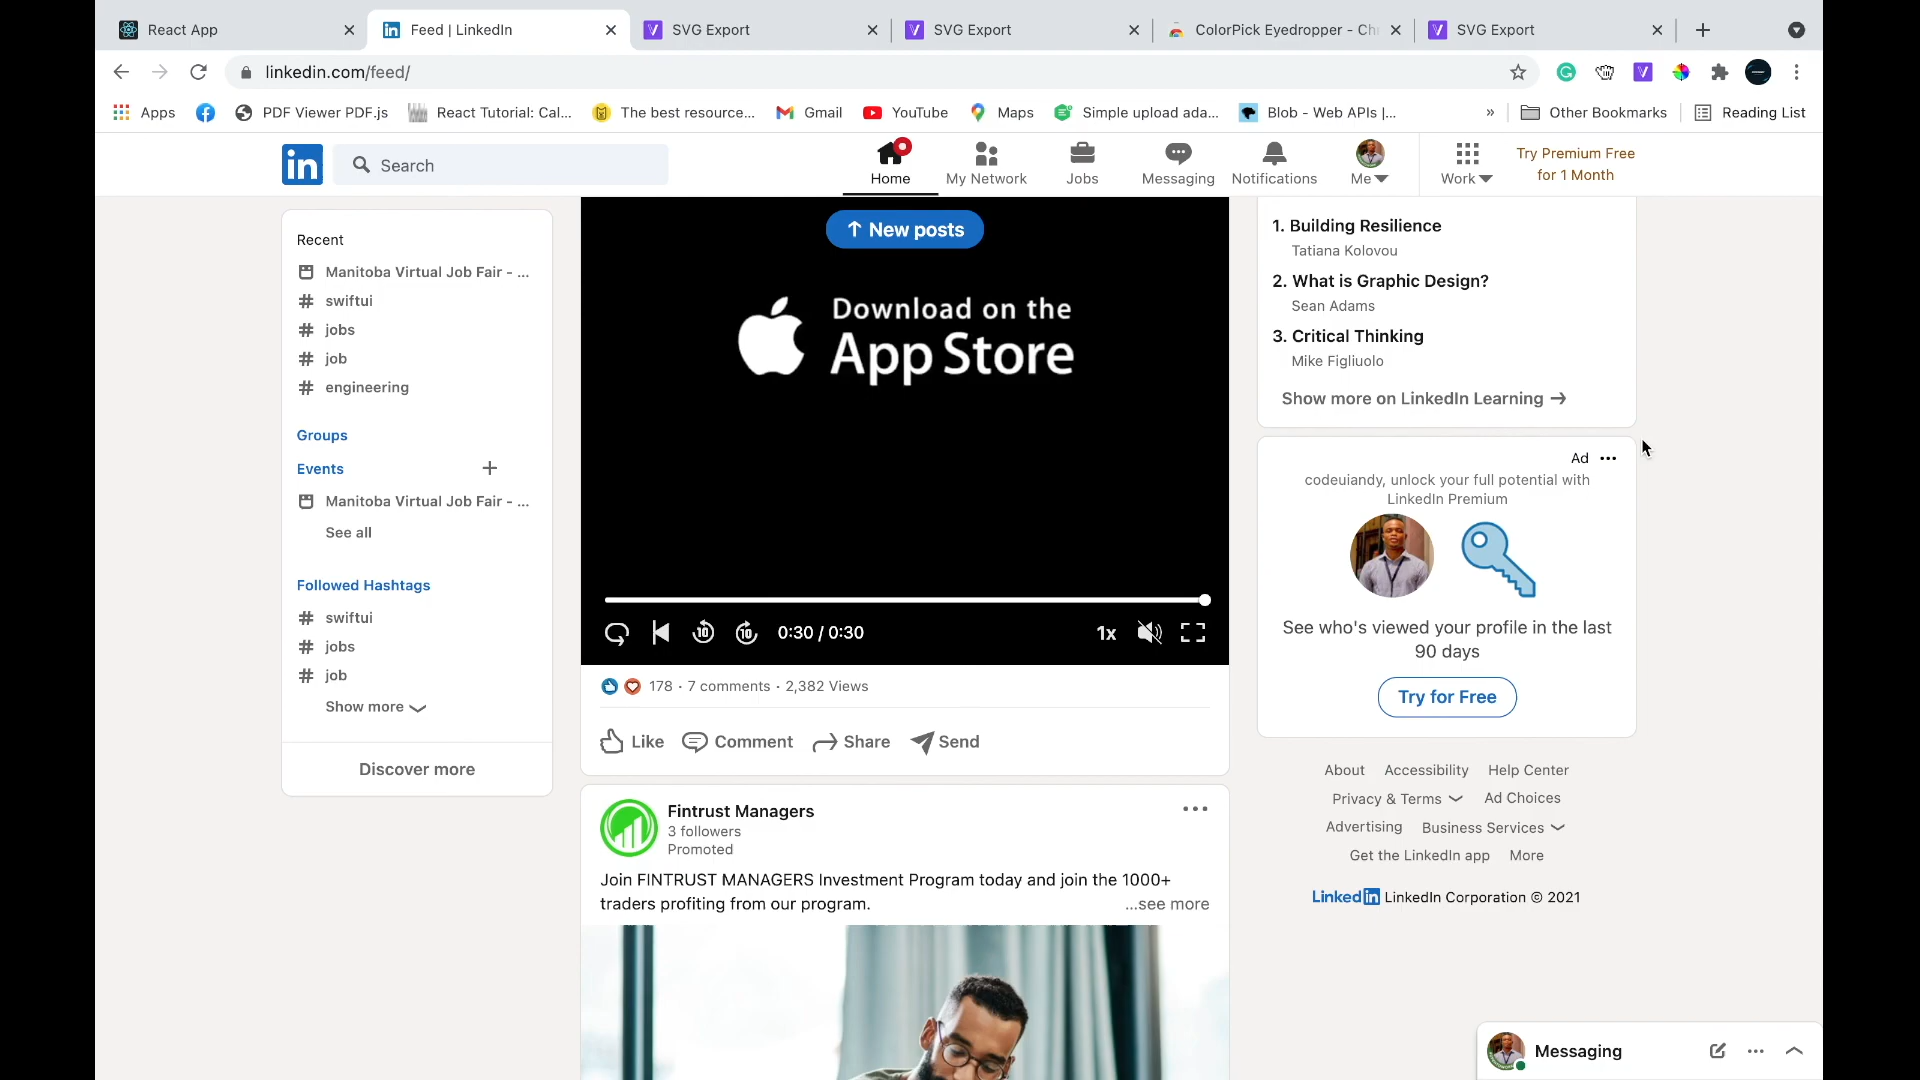 React App
Feed | LinkedIn
SVG Export
SVG Export
ColorPick Eyedropper - Ch
SVG Export
linkedin.com/feed/
Apps
PDF Viewer PDF.js
React Tutorial: Cal...
The best resource...
Gmail
YouTube
Maps
Simple upload ada...
Blob - Web APIs |...
»
Other Bookmarks
Reading List
in
Search
Home
My Network
Jobs
Messaging
Notifications
Me
Work
Try Premium Free
for 1 Month
Recent
Manitoba Virtual Job Fair - ...
# swiftui
# jobs
# job
# engineering
Groups
Events
Manitoba Virtual Job Fair - ...
See all
Followed Hashtags
# swiftui
# jobs
# job
Show more
Discover more
↑ New posts
Download on the
App Store
10
10
0:30 / 0:30
1x
178 · 7 comments · 2,382 Views
Like
Comment
Share
Send
Fintrust Managers
3 followers
Promoted
Join FINTRUST MANAGERS Investment Program today and join the 1000+
traders profiting from our program.
...see more
1. Building Resilience
Tatiana Kolovou
2. What is Graphic Design?
Sean Adams
3. Critical Thinking
Mike Figliuolo
Show more on LinkedIn Learning →
Ad
codeuiandy, unlock your full potential with
LinkedIn Premium
See who's viewed your profile in the last
90 days
Try for Free
About Accessibility Help Center
Privacy & Terms Ad Choices
Advertising Business Services
Get the LinkedIn app More
LinkedIn LinkedIn Corporation © 2021
Messaging